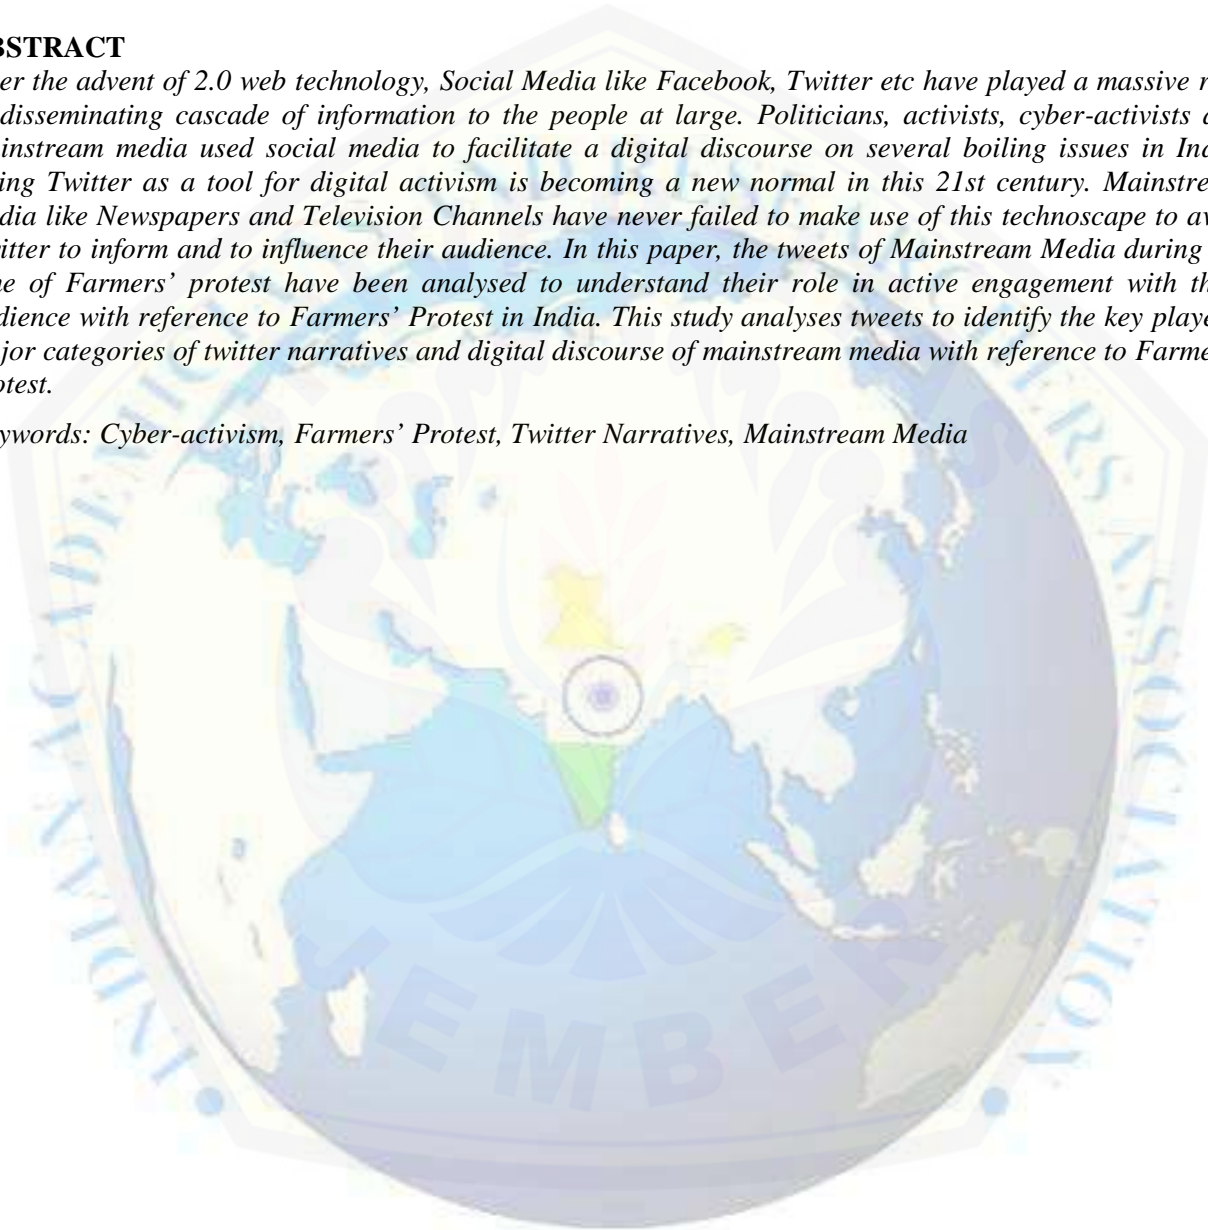 BSTRACT
er the advent of 2.0 web technology, Social Media like Facebook, Twitter etc have played a massive r
disseminating cascade of information to the people at large. Politicians, activists, cyber-activists a
instream media used social media to facilitate a digital discourse on several boiling issues in Ind
ing Twitter as a tool for digital activism is becoming a new normal in this 21st century. Mainstre
dia like Newspapers and Television Channels have never failed to make use of this technoscape to av
itter to inform and to influence their audience. In this paper, the tweets of Mainstream Media during
e of Farmers’ protest have been analysed to understand their role in active engagement with th
dience with reference to Farmers’ Protest in India. This study analyses tweets to identify the key playe
jor categories of twitter narratives and digital discourse of mainstream media with reference to Farme
otest.
ywords: Cyber-activism, Farmers’ Protest, Twitter Narratives, Mainstream Media
INDIAN ACADEMICIANS AND RESEARCHERS ASSOCIATION
JEMBER